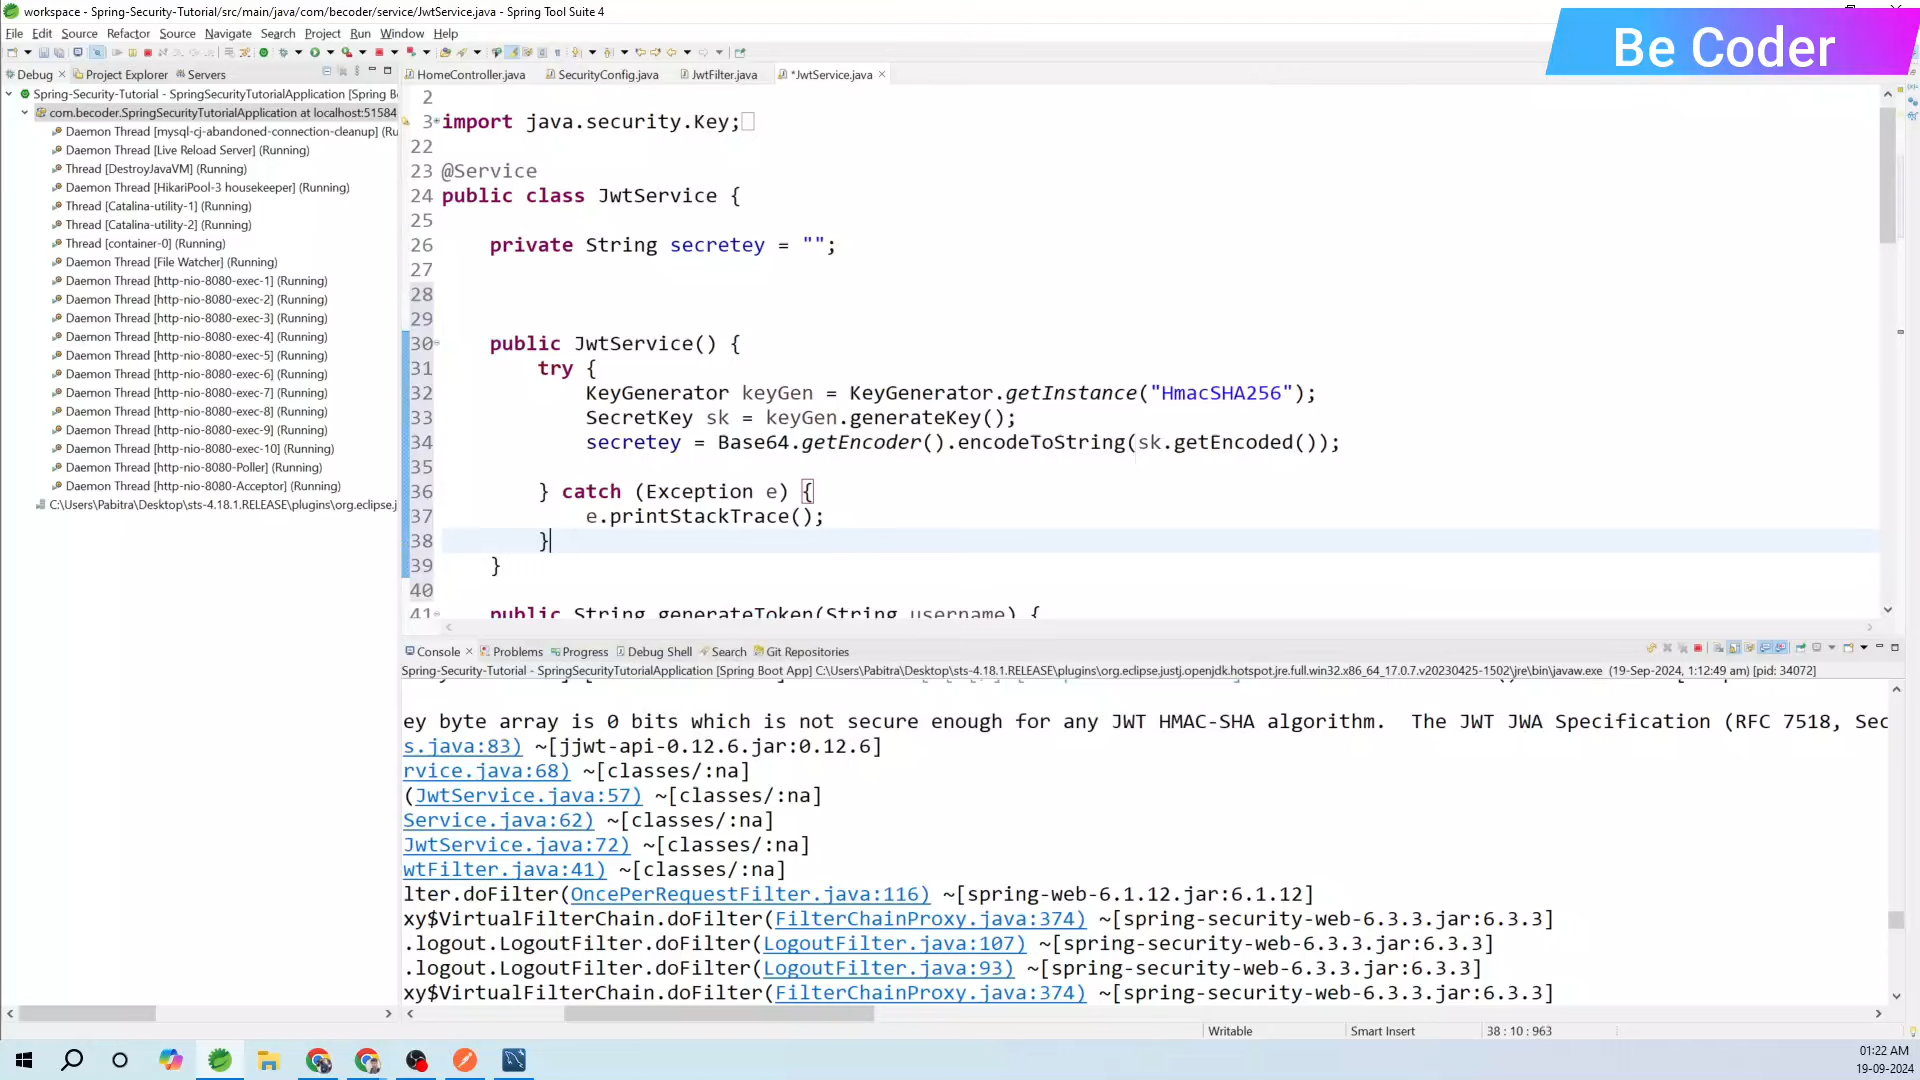 workspace - Spring-Security-Tutorial/src/main/java/com/becoder/service/JwtService.java - Spring Tool Suite 4
Be Coder
File Edit Source Refactor Source Navigate Search Project Run Window Help
Debug Project Explorer Servers
HomeController.java SecurityConfig.java JwtFilter.java *JwtService.java
Spring-Security-Tutorial - SpringSecurityTutorialApplication [Spring B
com.becoder.SpringSecurityTutorialApplication at localhost:51584
Daemon Thread [mysql-cj-abandoned-connection-cleanup] (Ru
Daemon Thread [Live Reload Server] (Running)
Thread [DestroyJavaVM] (Running)
Daemon Thread [HikariPool-3 housekeeper] (Running)
Thread [Catalina-utility-1] (Running)
Thread [Catalina-utility-2] (Running)
Thread [container-0] (Running)
Thread [File Watcher] (Running)
Daemon Thread [http-nio-8080-exec-1] (Running)
Daemon Thread [http-nio-8080-exec-2] (Running)
Daemon Thread [http-nio-8080-exec-3] (Running)
Daemon Thread [http-nio-8080-exec-4] (Running)
Daemon Thread [http-nio-8080-exec-5] (Running)
Daemon Thread [http-nio-8080-exec-6] (Running)
Daemon Thread [http-nio-8080-exec-7] (Running)
Daemon Thread [http-nio-8080-exec-8] (Running)
Daemon Thread [http-nio-8080-exec-9] (Running)
Daemon Thread [http-nio-8080-exec-10] (Running)
Daemon Thread [http-nio-8080-Poller] (Running)
Daemon Thread [http-nio-8080-Acceptor] (Running)
C:\Users\Pabitra\Desktop\sts-4.18.1.RELEASE\plugins\org.eclipse.j
2
3 import java.security.Key;
22
23 @Service
24 public class JwtService {
25
26 private String secretey = "";
27
28
29
30 public JwtService() {
31 try {
32 KeyGenerator keyGen = KeyGenerator.getInstance("HmacSHA256");
33 SecretKey sk = keyGen.generateKey();
34 secretey = Base64.getEncoder().encodeToString(sk.getEncoded());
35
36 } catch (Exception e) {
37 e.printStackTrace();
38 }
39 }
40
41 public String generateToken(String username) {
Console Problems Progress Debug Shell Search Git Repositories
Spring-Security-Tutorial - SpringSecurityTutorialApplication [Spring Boot App] C:\Users\Pabitra\Desktop\sts-4.18.1.RELEASE\plugins\org.eclipse.justj.openjdk.hotspot.jre.full.win32.x86_64_17.0.7.v20230425-1502\jre\bin\javaw.exe (19-Sep-2024, 1:12:49 am) [pid: 34072]
ey byte array is 0 bits which is not secure enough for any JWT HMAC-SHA algorithm. The JWT JWA Specification (RFC 7518, Sec
s.java:83) ~[jjwt-api-0.12.6.jar:0.12.6]
rvice.java:68) ~[classes/:na]
(JwtService.java:57) ~[classes/:na]
Service.java:62) ~[classes/:na]
JwtService.java:72) ~[classes/:na]
wtFilter.java:41) ~[classes/:na]
lter.doFilter(OncePerRequestFilter.java:116) ~[spring-web-6.1.12.jar:6.1.12]
xy$VirtualFilterChain.doFilter(FilterChainProxy.java:374) ~[spring-security-web-6.3.3.jar:6.3.3]
.logout.LogoutFilter.doFilter(LogoutFilter.java:107) ~[spring-security-web-6.3.3.jar:6.3.3]
.logout.LogoutFilter.doFilter(LogoutFilter.java:93) ~[spring-security-web-6.3.3.jar:6.3.3]
xy$VirtualFilterChain.doFilter(FilterChainProxy.java:374) ~[spring-security-web-6.3.3.jar:6.3.3]
Writable Smart Insert 38 : 10 : 963
01:22 AM
19-09-2024